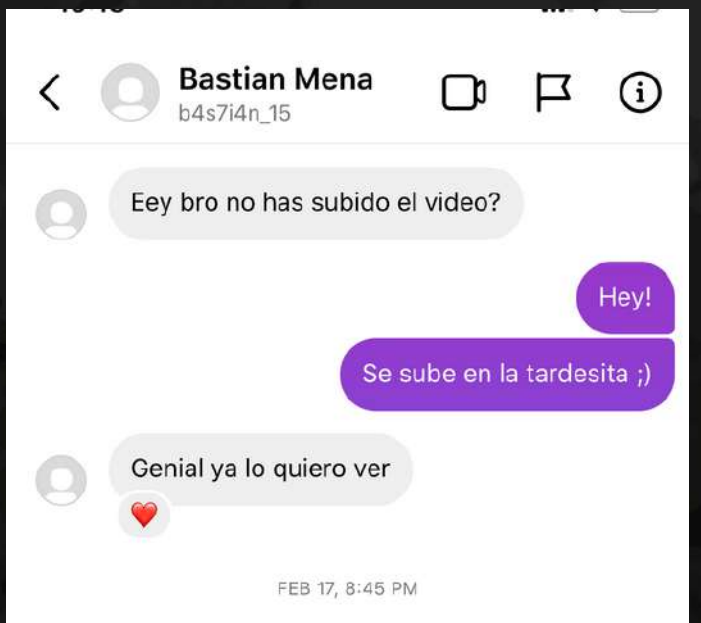 Bastian Mena
b4s7i4n_15
Eey bro no has subido el video?
Hey!
Se sube en la tardesita ;)
Genial ya lo quiero ver
FEB 17, 8:45 PM